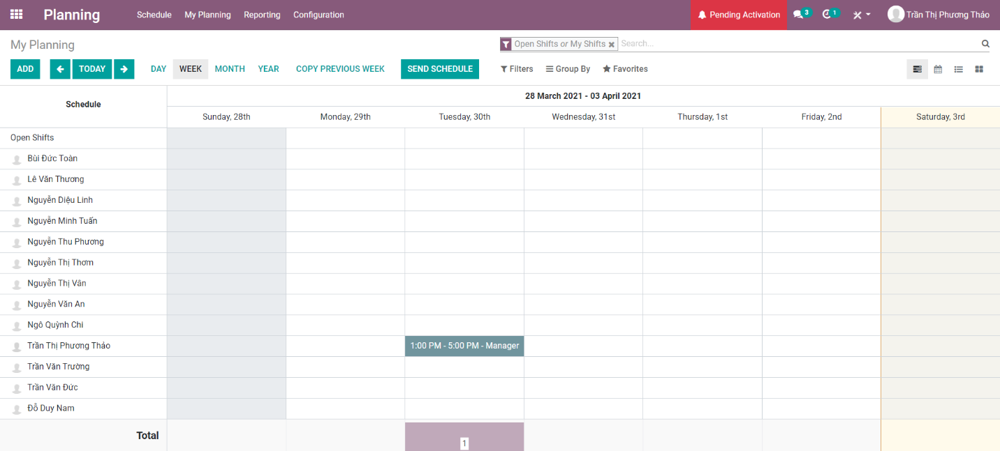 Planning Schedule My Planning Reporting Configuration Pending Activation 3 1 Trần Thị Phương Thảo
My Planning Open Shifts or My Shifts Search...
ADD TODAY DAY WEEK MONTH YEAR COPY PREVIOUS WEEK SEND SCHEDULE Filters Group By Favorites
Schedule 28 March 2021 - 03 April 2021
Sunday, 28th Monday, 29th Tuesday, 30th Wednesday, 31st Thursday, 1st Friday, 2nd Saturday, 3rd
Open Shifts
Bùi Đức Toàn
Lê Văn Thương
Nguyễn Diệu Linh
Nguyễn Minh Tuấn
Nguyễn Thu Phương
Nguyễn Thị Thơm
Nguyễn Thị Vân
Nguyễn Văn An
Ngô Quỳnh Chi
Trần Thị Phương Thảo 1:00 PM - 5:00 PM - Manager
Trần Văn Trường
Trần Văn Đức
Đỗ Duy Nam
Total 1